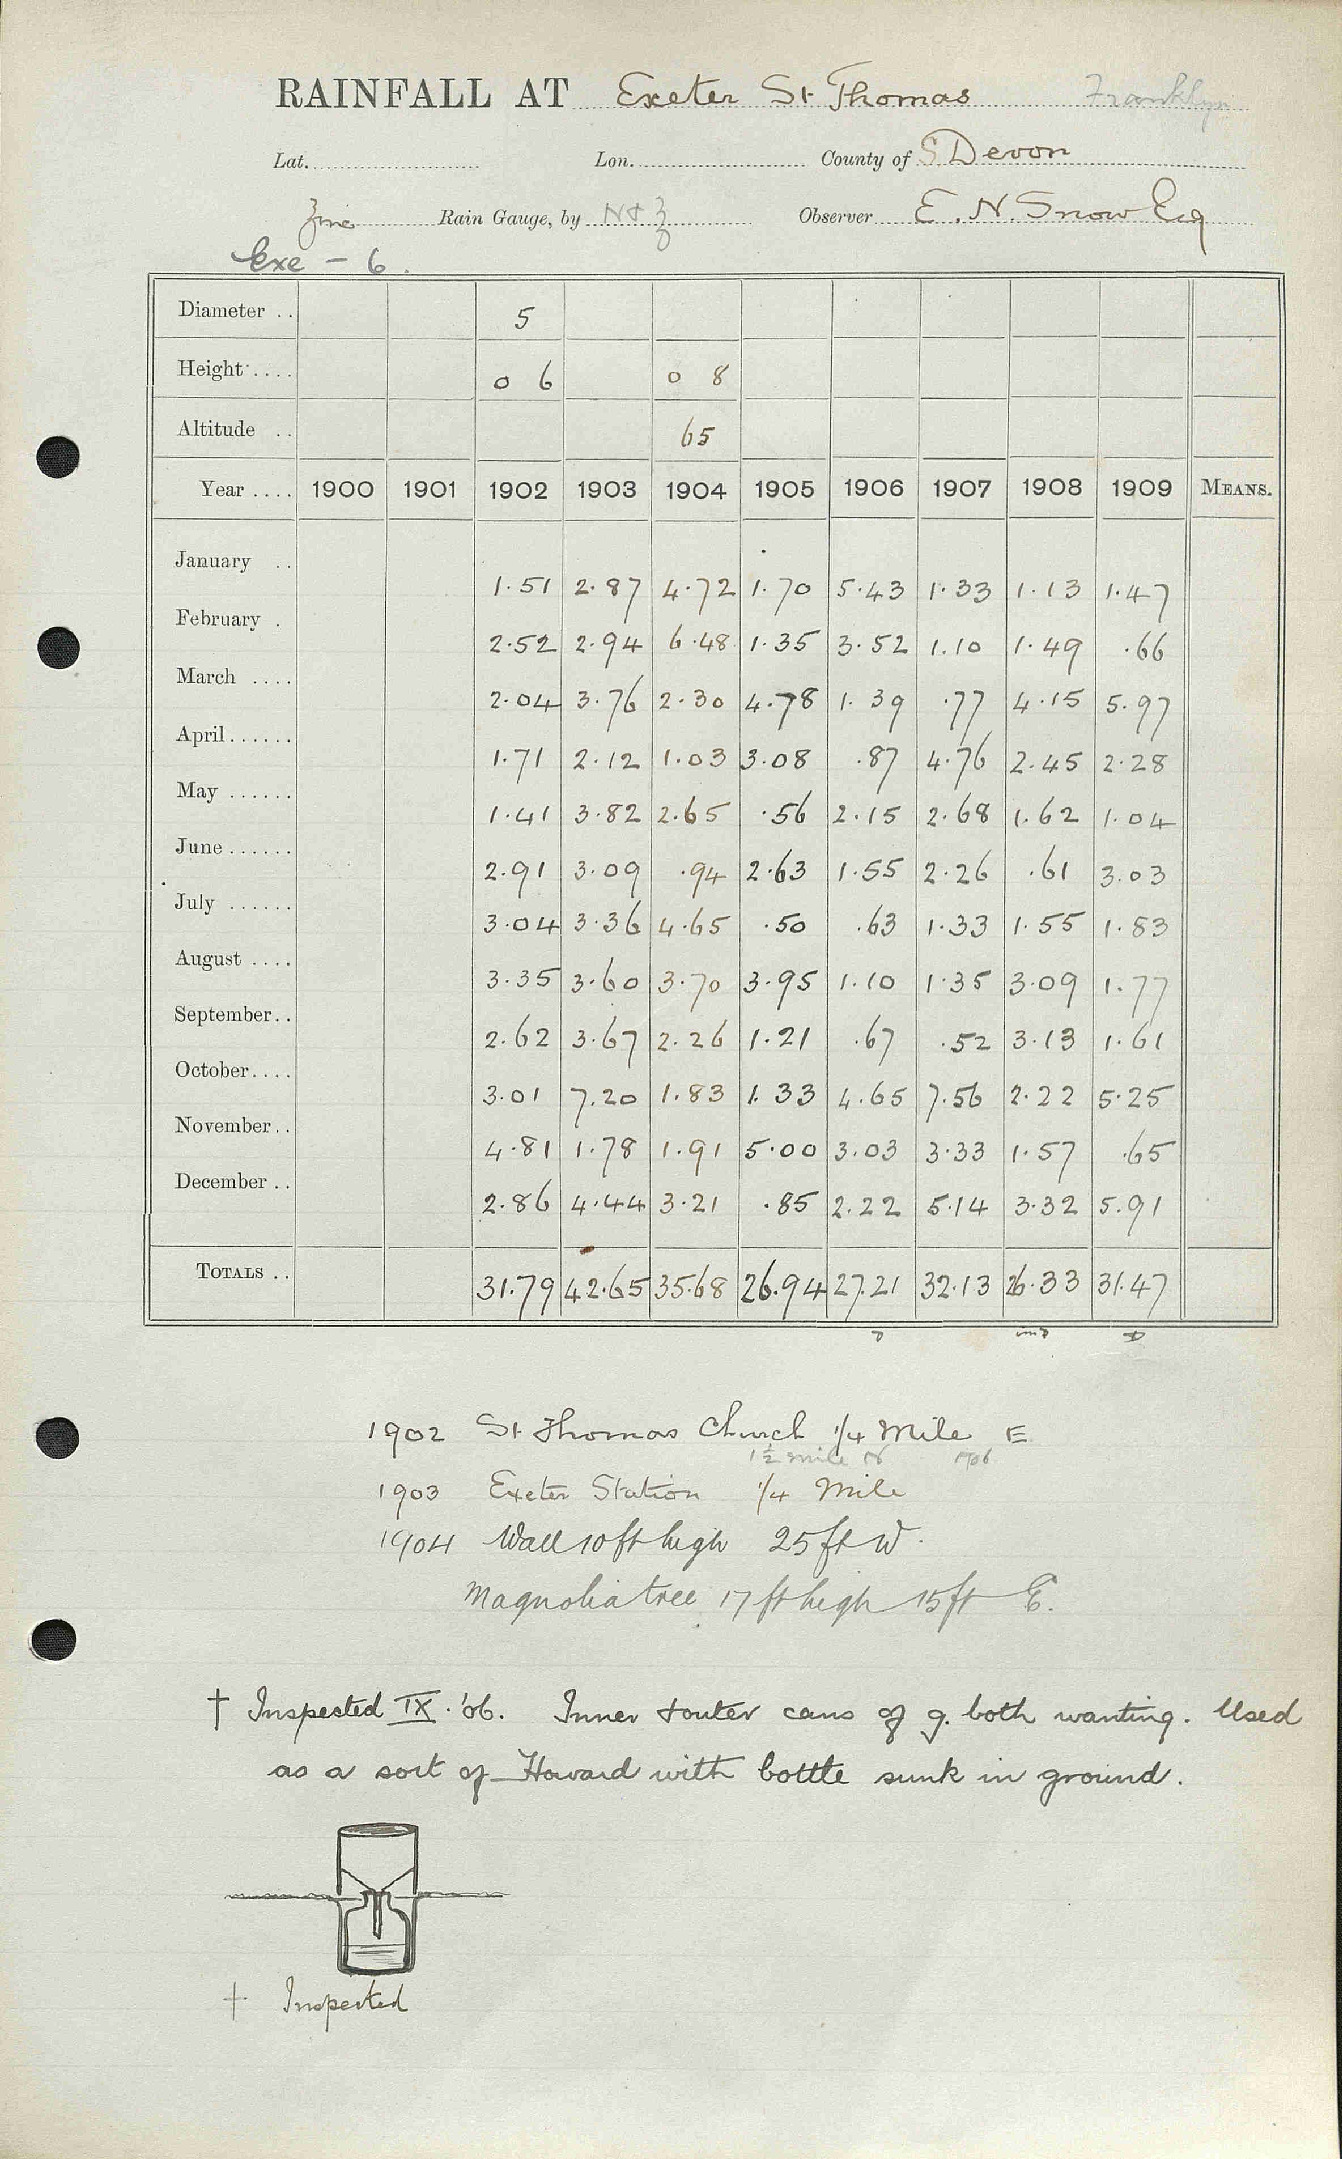 RAINFALL AT Exeter St Thomas Franklyn
Lat. Lon. County of S Devon
Zinc Rain Gauge, by N & Z Observer E. N. Snow Esq
Exe - 6.
Diameter .. 5
Height .... 0 6 0 8
Altitude .. 65
Year .... 1900 1901 1902 1903 1904 1905 1906 1907 1908 1909 MEANS.
January .. 1.51 2.87 4.72 1.70 5.43 1.33 1.13 1.47
February . 2.52 2.94 6.48 1.35 3.52 1.10 1.49 .66
March .... 2.04 3.76 2.30 4.78 1.39 .77 4.15 5.97
April...... 1.71 2.12 1.03 3.08 .87 4.76 2.45 2.28
May ...... 1.41 3.82 2.65 .56 2.15 2.68 1.62 1.04
June ...... 2.91 3.09 .94 2.63 1.55 2.26 .61 3.03
July ...... 3.04 3.36 4.65 .50 .63 1.33 1.55 1.83
August .... 3.35 3.60 3.70 3.95 1.10 1.35 3.09 1.77
September.. 2.62 3.67 2.26 1.21 .67 .52 3.13 1.61
October.... 3.01 7.20 1.83 1.33 4.65 7.56 2.22 5.25
November.. 4.81 1.78 1.91 5.00 3.03 3.33 1.57 .65
December .. 2.86 4.44 3.21 .85 2.22 5.14 3.32 5.91
TOTALS .. 31.79 42.65 35.68 26.94 27.21 32.13 26.33 31.47
1902 St Thomas Church 1/4 Mile E
1 1/2 mile N 1906
1903 Exeter Station 1/4 Mile
1904 Wall 10 ft high 25 ft W.
Magnolia tree 17 ft high 15 ft E.
† Inspected IX. '06. Inner & outer cans of g. both wanting. Used
as a sort of Howard with bottle sunk in ground.
† Inspected